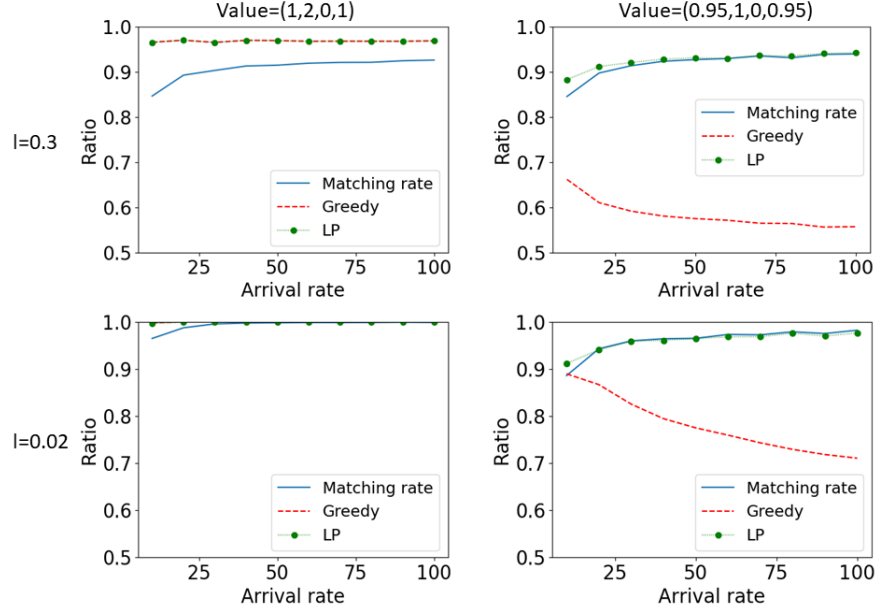 Value=(1,2,0,1)
Value=(0.95,1,0,0.95)
l=0.3
Ratio
1.0
0.9
0.8
0.7
0.6
0.5
Matching rate
Greedy
LP
25 50 75 100
Arrival rate
Ratio
1.0
0.9
0.8
0.7
0.6
0.5
Matching rate
Greedy
LP
25 50 75 100
Arrival rate
l=0.02
Ratio
1.0
0.9
0.8
0.7
0.6
0.5
Matching rate
Greedy
LP
25 50 75 100
Arrival rate
Ratio
1.0
0.9
0.8
0.7
0.6
0.5
Matching rate
Greedy
LP
25 50 75 100
Arrival rate